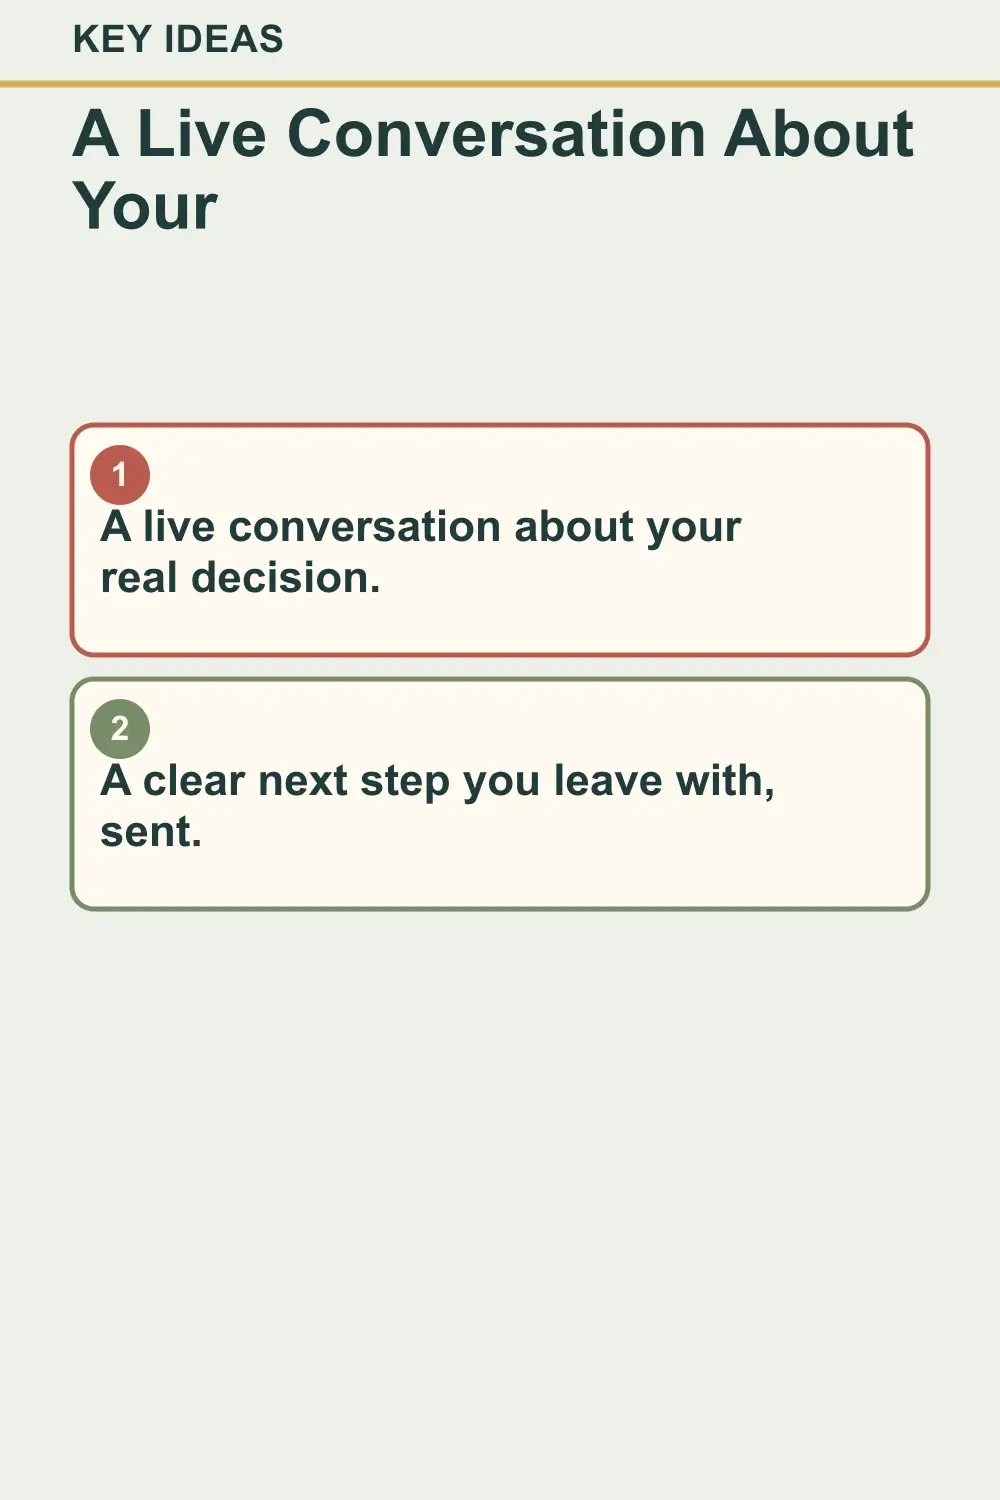 KEY IDEAS
A Live Conversation About
Your
1
A live conversation about your
real decision.
2
A clear next step you leave with,
sent.